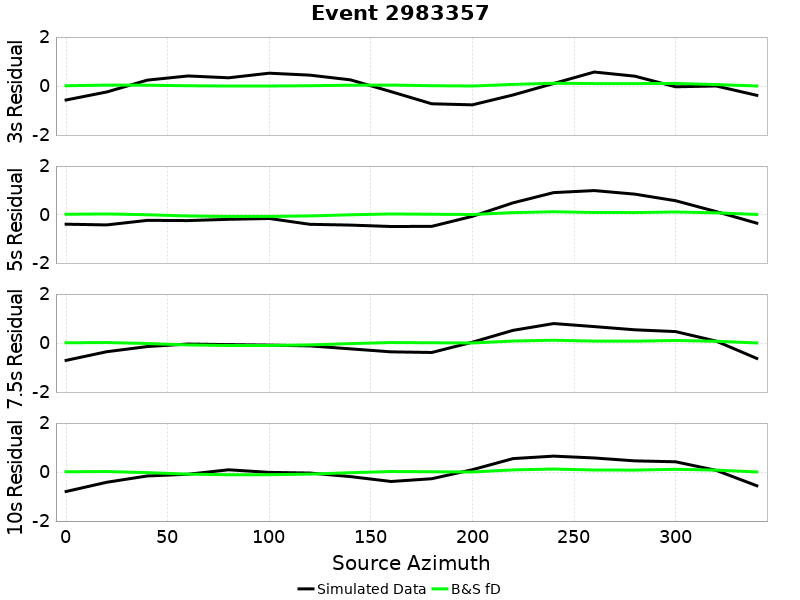 Event 2983357
3s Residual
2
0
-2
5s Residual
2
0
-2
7.5s Residual
2
0
-2
10s Residual
2
0
-2
0 50 100 150 200 250 300
Source Azimuth
Simulated Data B&S fD